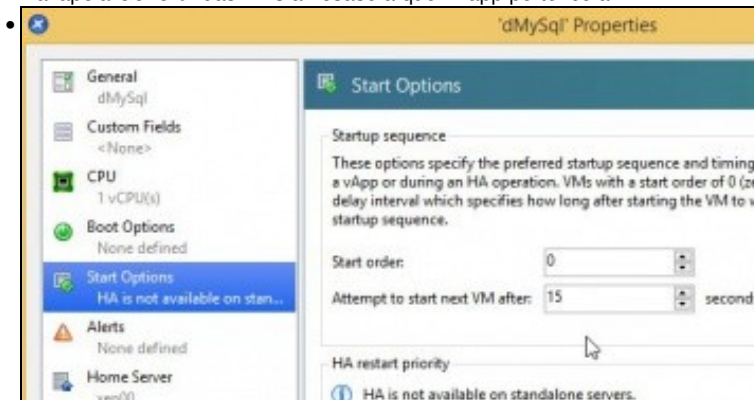 'dMySql' Properties
General
dMySql
Custom Fields
<None>
CPU
1 vCPU(s)
Boot Options
None defined
Start Options
HA is not available on stan...
Alerts
None defined
Home Server
xen00
Start Options
Startup sequence
These options specify the preferred startup sequence and timing
a vApp or during an HA operation. VMs with a start order of 0 (ze
delay interval which specifies how long after starting the VM to w
startup sequence.
Start order: 0
Attempt to start next VM after: 15 second
HA restart priority
HA is not available on standalone servers.